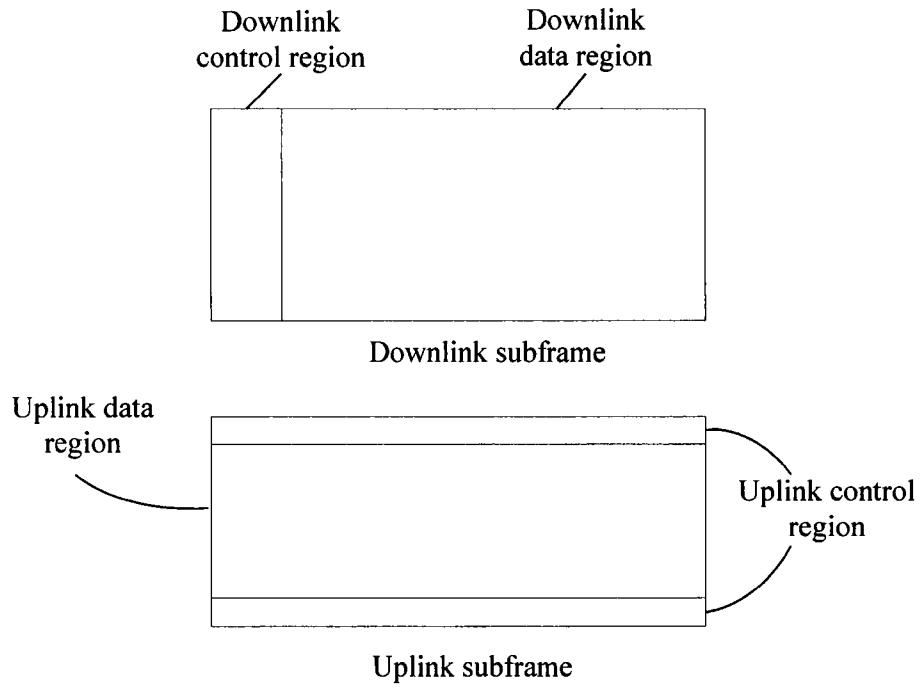 Downlink
control region
Downlink
data region
Downlink subframe
Uplink data
region
Uplink control
region
Uplink subframe